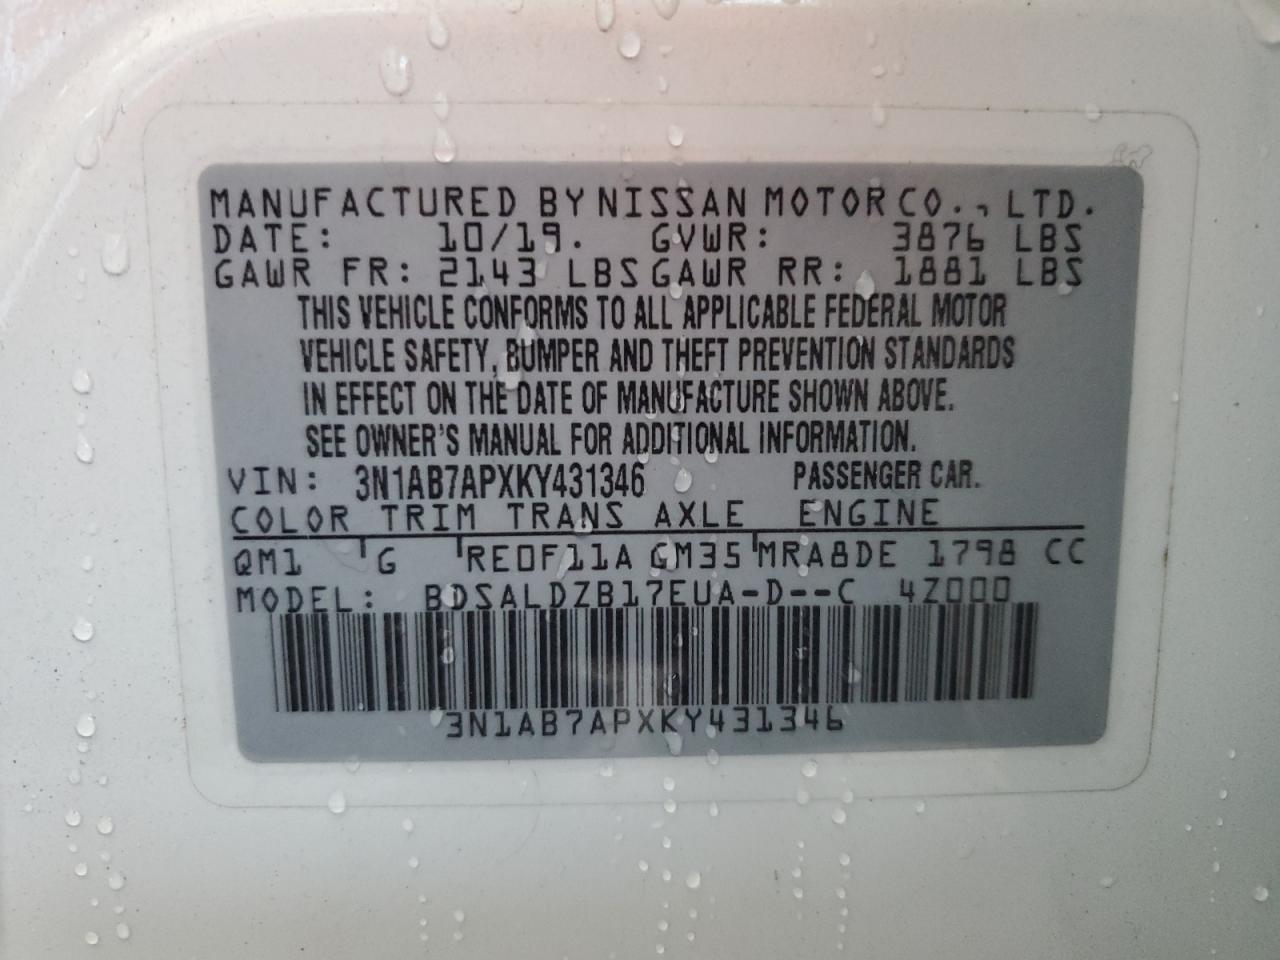 MANUFACTURED BY NISSAN MOTOR CO., LTD.
DATE: 10/19. GVWR: 3876 LBS
GAWR FR: 2143 LBS GAWR RR: 1881 LBS
THIS VEHICLE CONFORMS TO ALL APPLICABLE FEDERAL MOTOR
VEHICLE SAFETY, BUMPER AND THEFT PREVENTION STANDARDS
IN EFFECT ON THE DATE OF MANUFACTURE SHOWN ABOVE.
SEE OWNER'S MANUAL FOR ADDITIONAL INFORMATION.
VIN: 3N1AB7APXKY431346 PASSENGER CAR.
COLOR TRIM TRANS AXLE ENGINE
QM1 G RE0F11A GM35 MRA8DE 1798 CC
MODEL: BDSALDZB17EUA-D--C 4Z000
3N1AB7APXKY431346